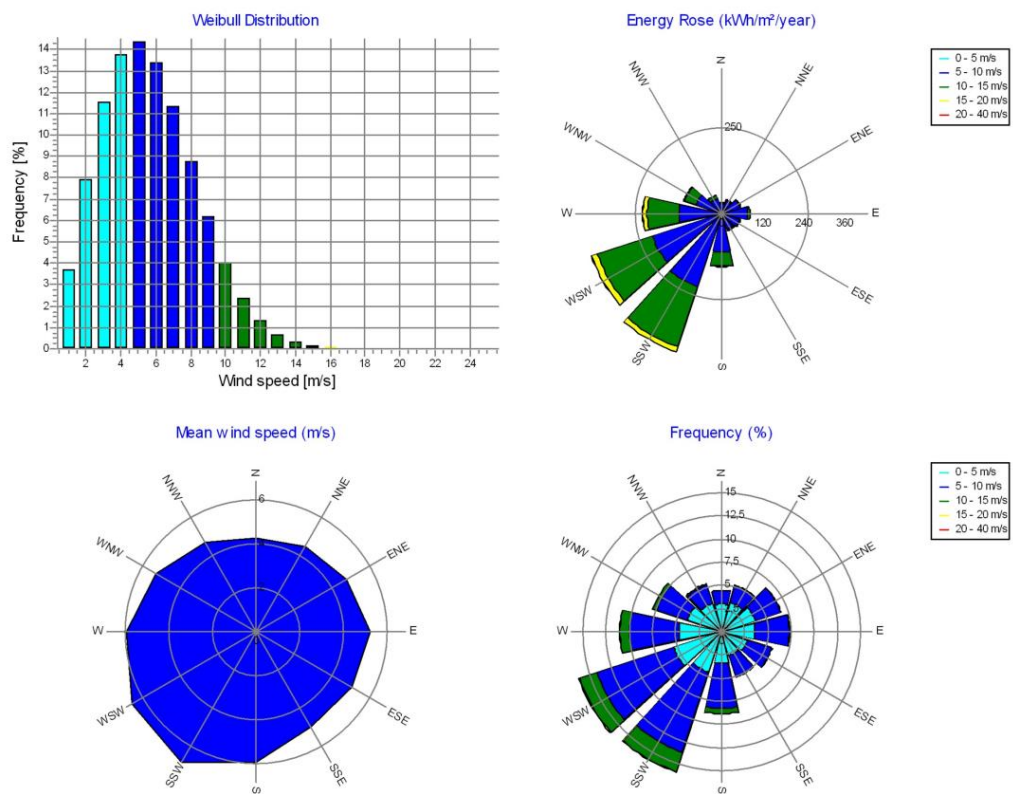 Weibull Distribution
Frequency [%]
14
13
12
11
10
9
8
7
6
5
4
3
2
1
0
2 4 6 8 10 12 14 16 18 20 22 24
Wind speed [m/s]
Energy Rose (kWh/m²/year)
N
NNW
NNE
WNW
ENE
250
W
E
120 240 360
WSW
ESE
SSW
SSE
S
0 - 5 m/s
5 - 10 m/s
10 - 15 m/s
15 - 20 m/s
20 - 40 m/s
Mean wind speed (m/s)
N
NNW
NNE
6
WNW
ENE
W
E
WSW
ESE
SSW
SSE
S
Frequency (%)
N
NNW
NNE
15
12,5
10
7,5
5
WNW
ENE
W
E
WSW
ESE
SSW
SSE
S
0 - 5 m/s
5 - 10 m/s
10 - 15 m/s
15 - 20 m/s
20 - 40 m/s